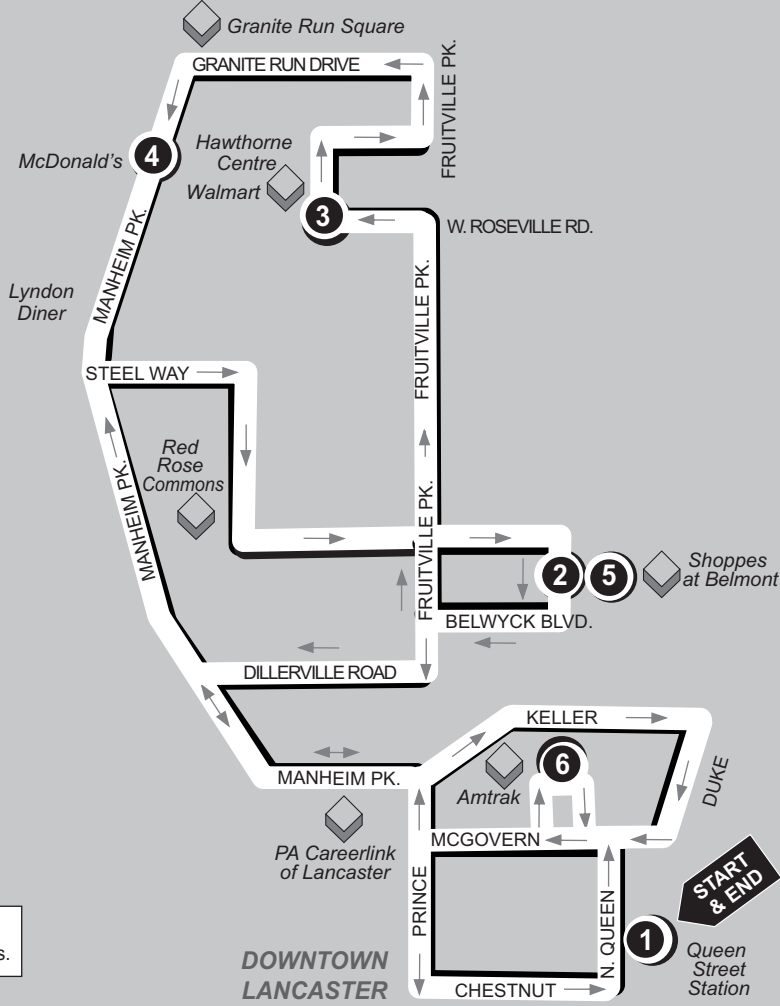 Granite Run Square
GRANITE RUN DRIVE
FRUITVILLE PK.
McDonald's
4
Hawthorne
Centre
Walmart
3
W. ROSEVILLE RD.
MANHEIM PK.
Lyndon
Diner
FRUITVILLE PK.
STEEL WAY
Red
Rose
Commons
MANHEIM PK.
FRUITVILLE PK.
2
5
Shoppes
at Belmont
BELWYCK BLVD.
DILLERVILLE ROAD
KELLER
MANHEIM PK.
Amtrak
6
DUKE
PA Careerlink
of Lancaster
MCGOVERN
START
& END
PRINCE
N. QUEEN
1
Queen
Street
Station
DOWNTOWN
LANCASTER
CHESTNUT
s.